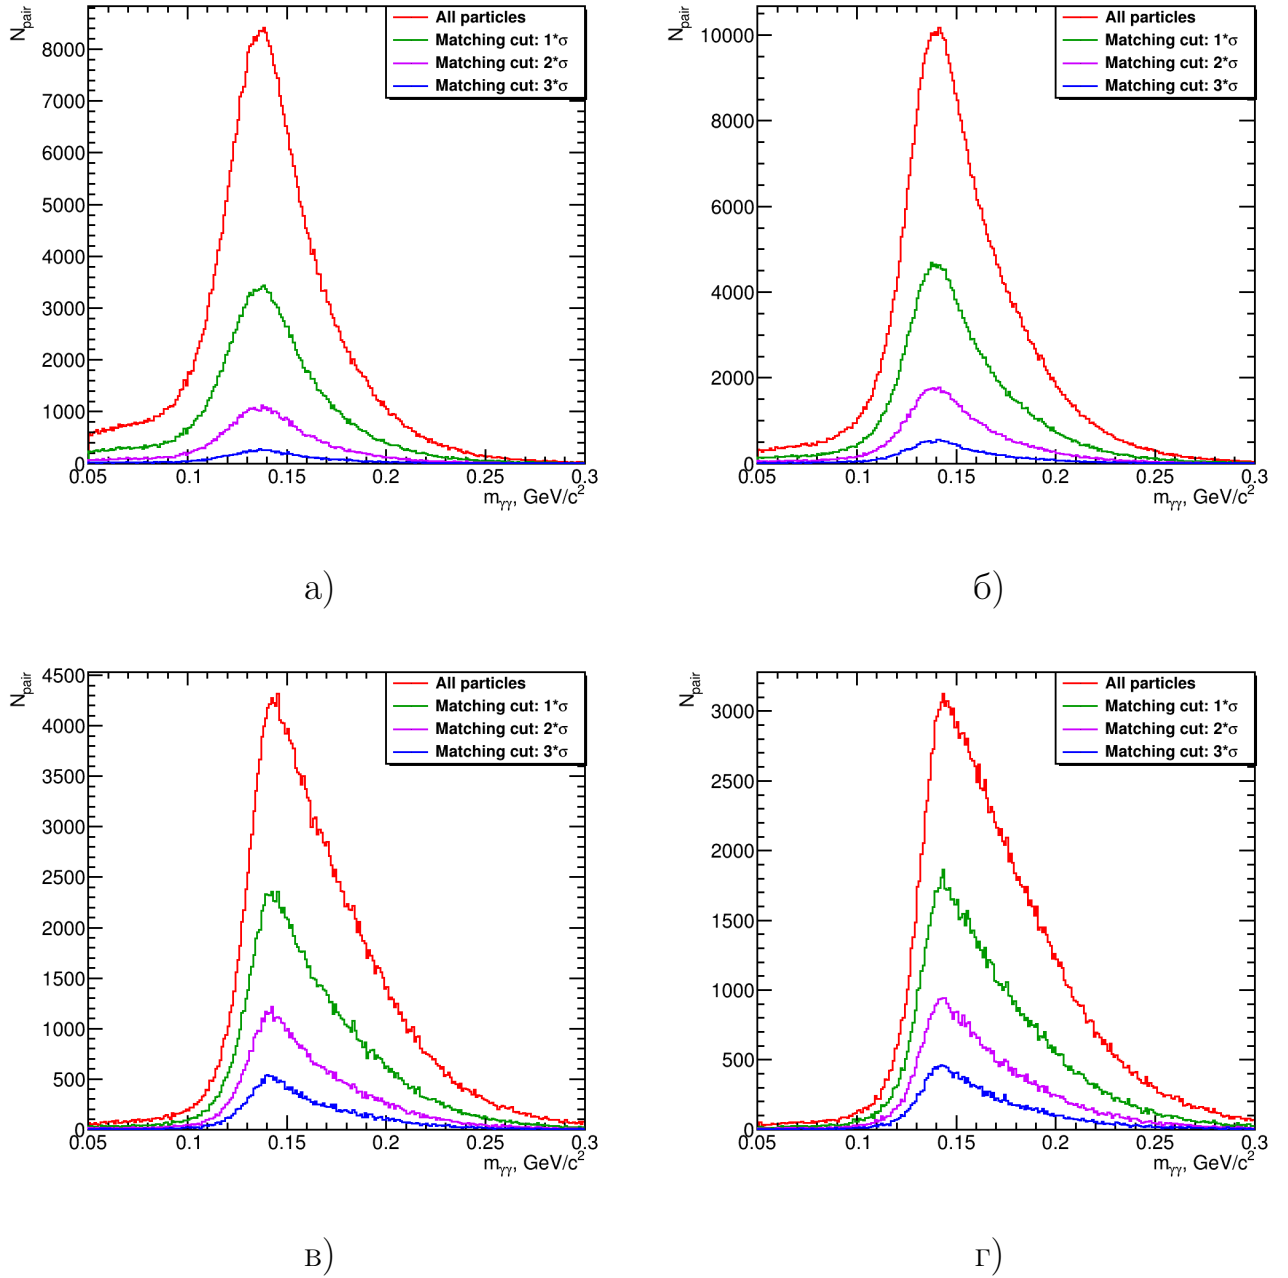 N_pair
8000
7000
6000
5000
4000
3000
2000
1000
0
0.05 0.1 0.15 0.2 0.25 0.3
m_γγ, GeV/c²
All particles
Matching cut: 1*σ
Matching cut: 2*σ
Matching cut: 3*σ
а)
N_pair
10000
8000
6000
4000
2000
0
0.05 0.1 0.15 0.2 0.25 0.3
m_γγ, GeV/c²
All particles
Matching cut: 1*σ
Matching cut: 2*σ
Matching cut: 3*σ
б)
N_pair
4500
4000
3500
3000
2500
2000
1500
1000
500
0
0.05 0.1 0.15 0.2 0.25 0.3
m_γγ, GeV/c²
All particles
Matching cut: 1*σ
Matching cut: 2*σ
Matching cut: 3*σ
в)
N_pair
3000
2500
2000
1500
1000
500
0
0.05 0.1 0.15 0.2 0.25 0.3
m_γγ, GeV/c²
All particles
Matching cut: 1*σ
Matching cut: 2*σ
Matching cut: 3*σ
г)